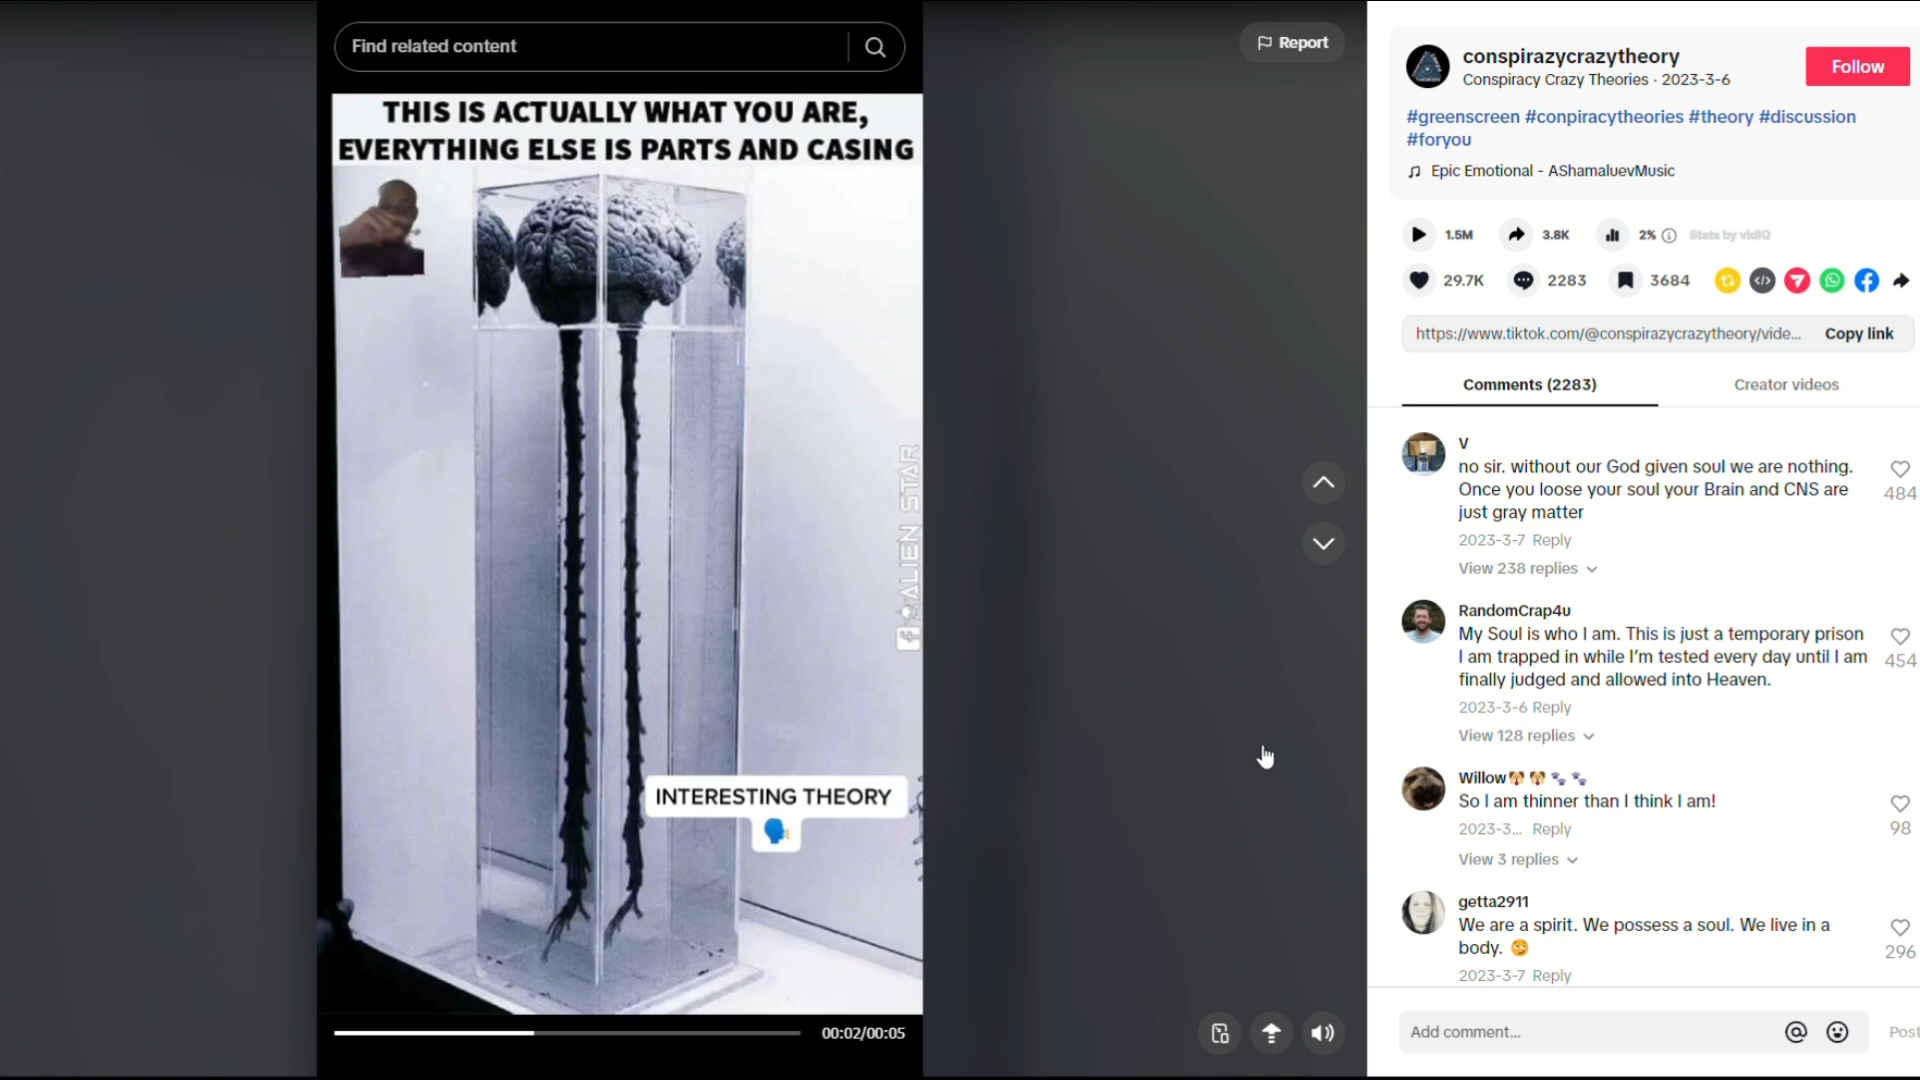 Find related content
Report
THIS IS ACTUALLY WHAT YOU ARE,
EVERYTHING ELSE IS PARTS AND CASING
ALIEN STAR
INTERESTING THEORY
00:02/00:05
conspirazycrazytheory
Conspiracy Crazy Theories · 2023-3-6
Follow
#greenscreen #conpiracytheories #theory #discussion
#foryou
Epic Emotional - AShamaluevMusic
1.5M
3.8K
2%
Stats by vidIQ
29.7K
2283
3684
https://www.tiktok.com/@conspirazycrazytheory/vide...
Copy link
Comments (2283)
Creator videos
V
no sir. without our God given soul we are nothing.
Once you loose your soul your Brain and CNS are
just gray matter
484
2023-3-7 Reply
View 238 replies
RandomCrap4u
My Soul is who I am. This is just a temporary prison
I am trapped in while I'm tested every day until I am
finally judged and allowed into Heaven.
454
2023-3-6 Reply
View 128 replies
Willow🐶 🐶 🐾 🐾
So I am thinner than I think I am!
98
2023-3... Reply
View 3 replies
getta2911
We are a spirit. We possess a soul. We live in a
body. 😏
296
2023-3-7 Reply
Add comment...
Post